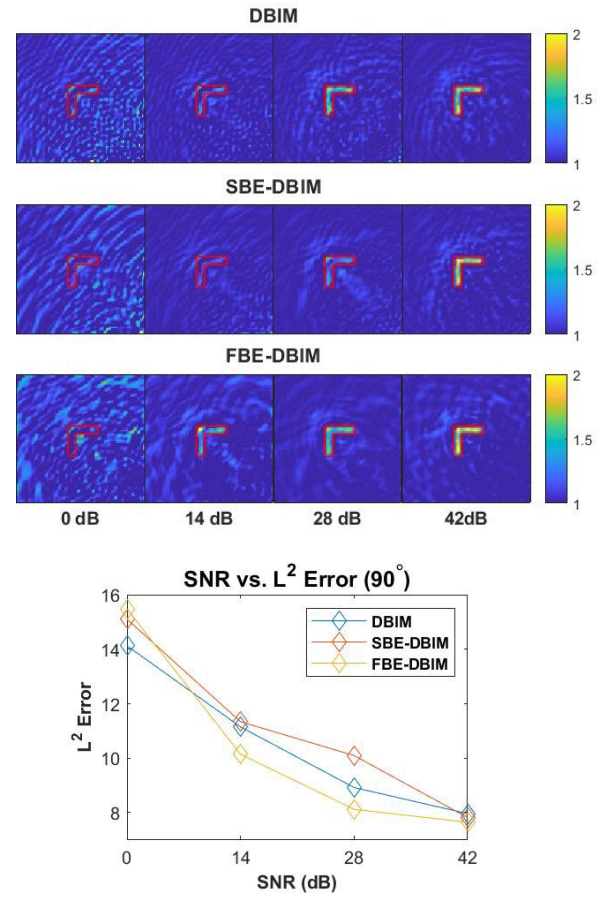 DBIM
2
1.5
1
SBE-DBIM
2
1.5
1
FBE-DBIM
2
1.5
1
0 dB 14 dB 28 dB 42dB
SNR vs. L² Error (90°)
16
14
12
10
8
L² Error
DBIM
SBE-DBIM
FBE-DBIM
0 14 28 42
SNR (dB)